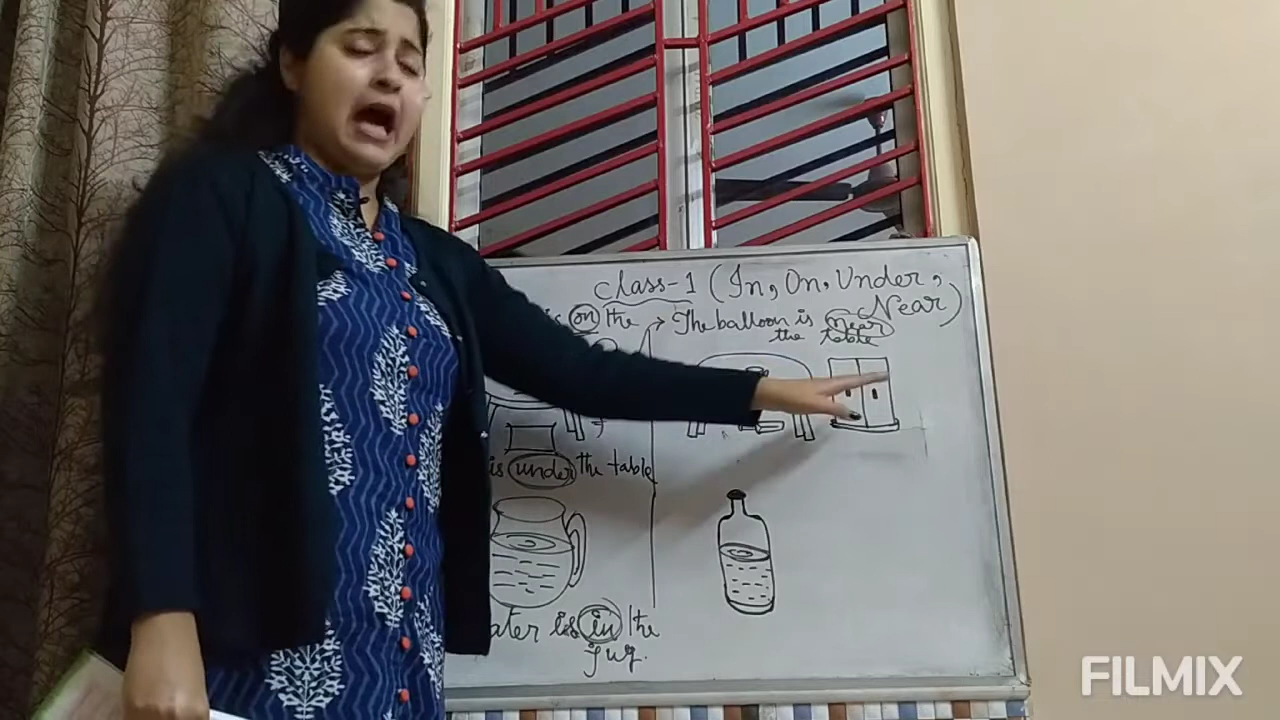 Class-1 (In, On, Under,
Near)
is on the
→ The balloon is near
the table
is under the table
ater is in the
jug.
FILMIX